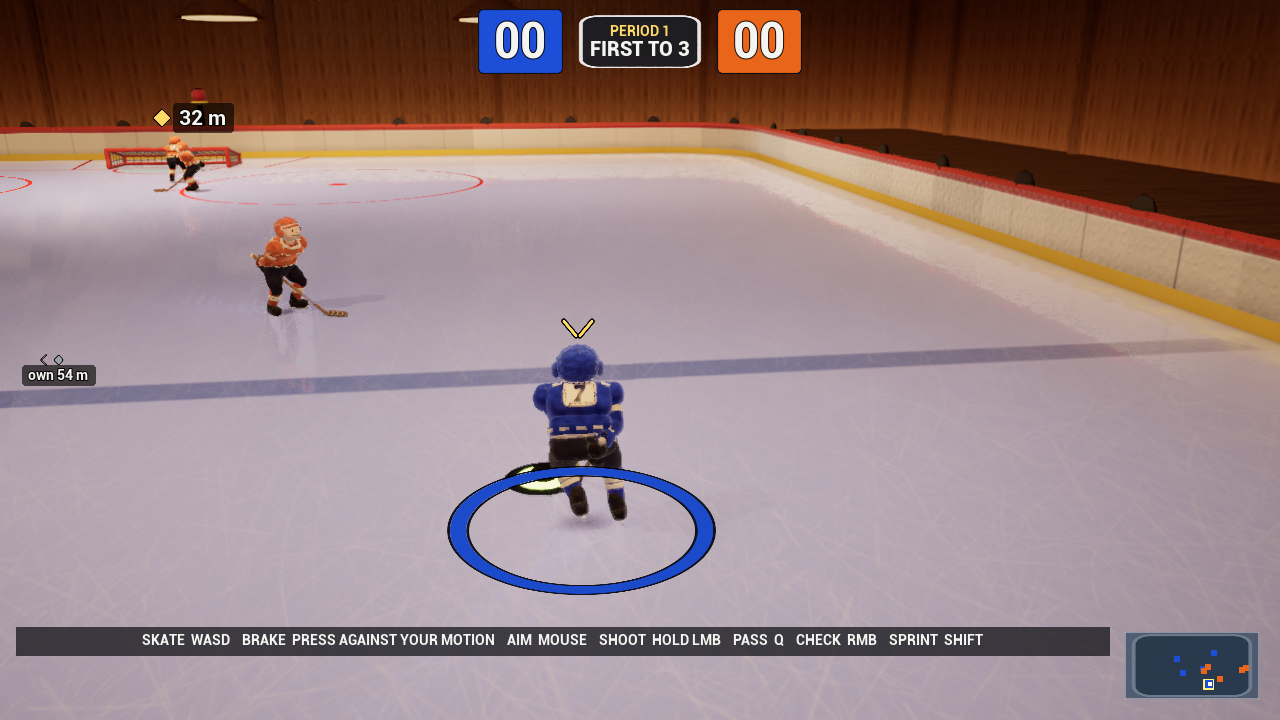 00
PERIOD 1
FIRST TO 3
00
32 m
own 54 m
7
SKATE WASD BRAKE PRESS AGAINST YOUR MOTION AIM MOUSE SHOOT HOLD LMB PASS Q CHECK RMB SPRINT SHIFT